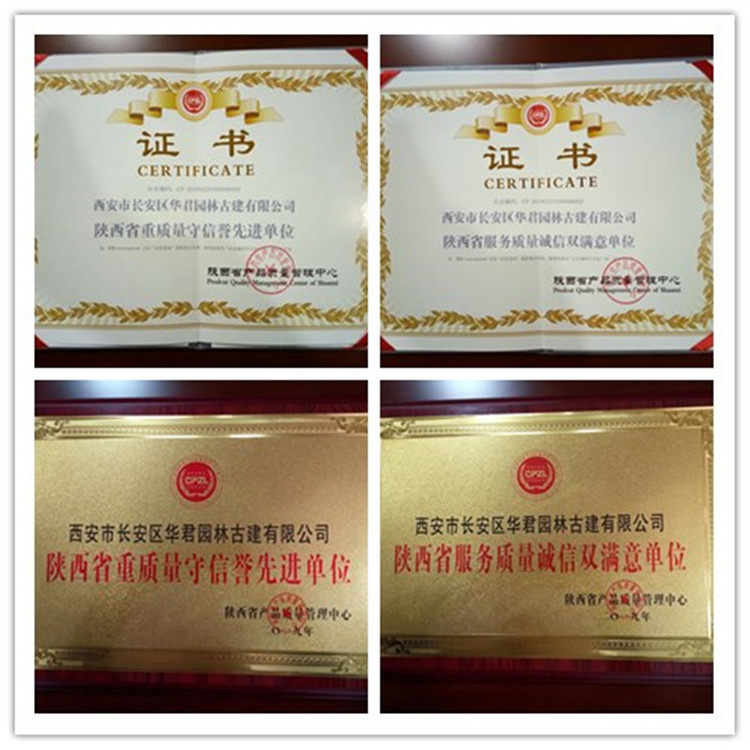 证书
CERTIFICATE
西安市长安区华君园林古建有限公司
陕西省重质量守信誉先进单位
陕西省产品质量管理中心
Prodcut Quality Management Center of Shaanxi
证书
CERTIFICATE
西安市长安区华君园林古建有限公司
陕西省服务质量诚信双满意单位
陕西省产品质量管理中心
Prodcut Quality Management Center of Shaanxi
CPZL
西安市长安区华君园林古建有限公司
陕西省重质量守信誉先进单位
陕西省产品质量管理中心
九年
CPZL
西安市长安区华君园林古建有限公司
陕西省服务质量诚信双满意单位
陕西省产品质量管理中心
九年